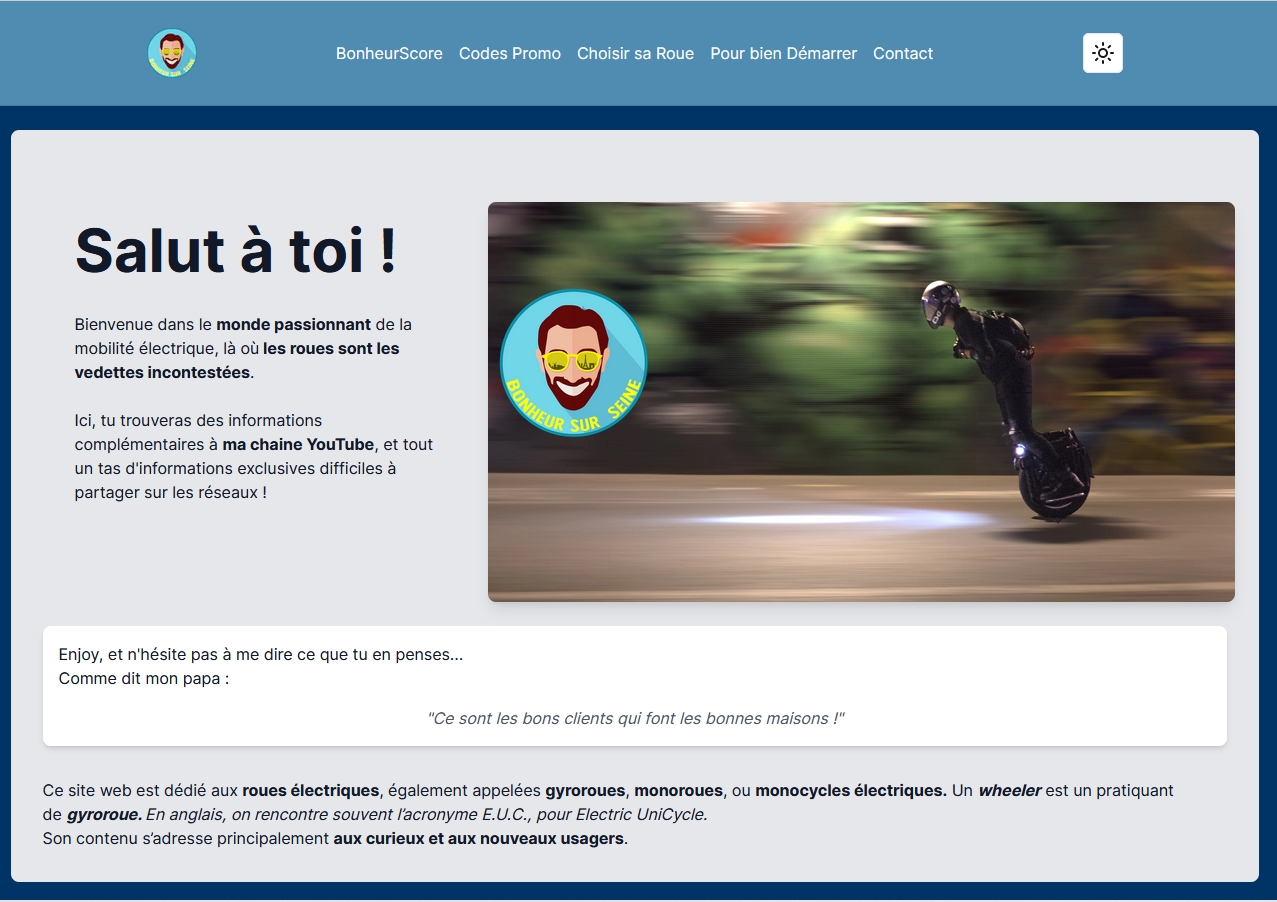 BONHEUR SUR SEINE
BonheurScore Codes Promo Choisir sa Roue Pour bien Démarrer Contact
Salut à toi !
Bienvenue dans le monde passionnant de la
mobilité électrique, là où les roues sont les
vedettes incontestées.
Ici, tu trouveras des informations
complémentaires à ma chaine YouTube, et tout
un tas d'informations exclusives difficiles à
partager sur les réseaux !
BONHEUR SUR SEINE
Enjoy, et n'hésite pas à me dire ce que tu en penses...
Comme dit mon papa :
"Ce sont les bons clients qui font les bonnes maisons !"
Ce site web est dédié aux roues électriques, également appelées gyroroues, monoroues, ou monocycles électriques. Un wheeler est un pratiquant
de gyroroue. En anglais, on rencontre souvent l’acronyme E.U.C., pour Electric UniCycle.
Son contenu s’adresse principalement aux curieux et aux nouveaux usagers.